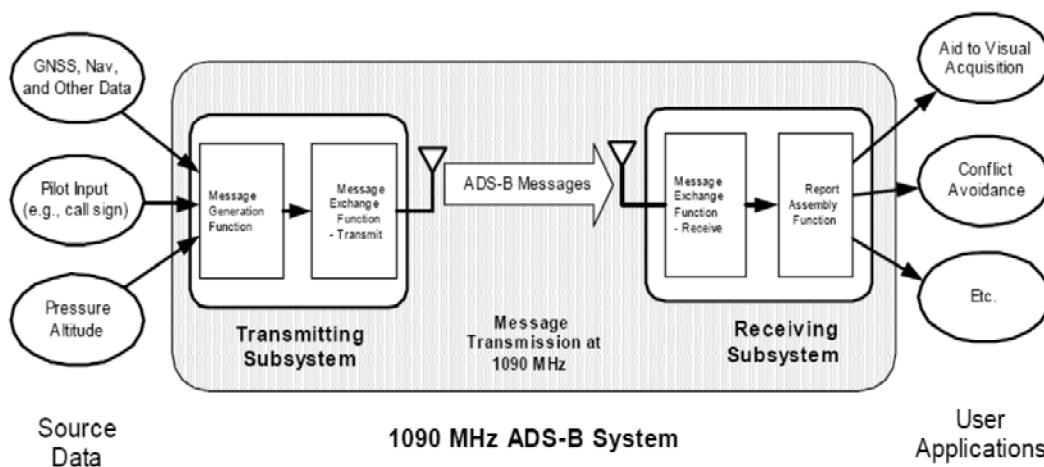 GNSS, Nav,
and Other Data
Pilot Input
(e.g., call sign)
Pressure
Altitude
Source
Data
Message
Generation
Function
Message
Exchange
Function
- Transmit
Transmitting
Subsystem
ADS-B Messages
Message
Transmission at
1090 MHz
Message
Exchange
Function
- Receive
Report
Assembly
Function
Receiving
Subsystem
1090 MHz ADS-B System
Aid to Visual
Acquisition
Conflict
Avoidance
Etc.
User
Applications